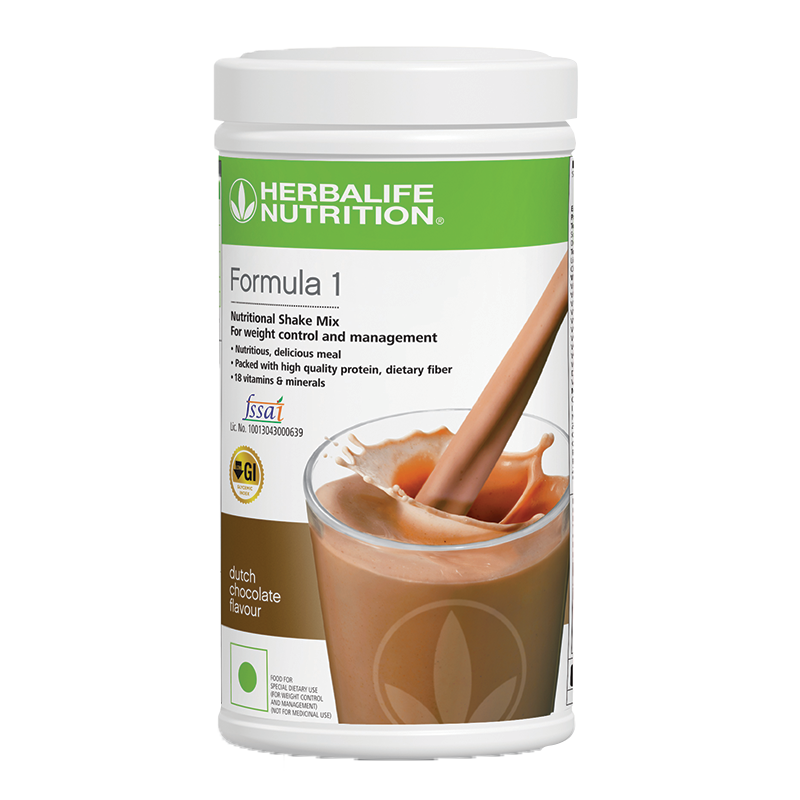 HERBALIFE
NUTRITION®
Formula 1
Nutritional Shake Mix
For weight control and management
• Nutritious, delicious meal
• Packed with high quality protein, dietary fiber
• 18 vitamins & minerals
fssai
Lic. No. 10013043000639
GI
GLYCEMIC
INDEX
dutch
chocolate
flavour
FOOD FOR
SPECIAL DIETARY USE
(FOR WEIGHT CONTROL
AND MANAGEMENT)
(NOT FOR MEDICINAL USE)